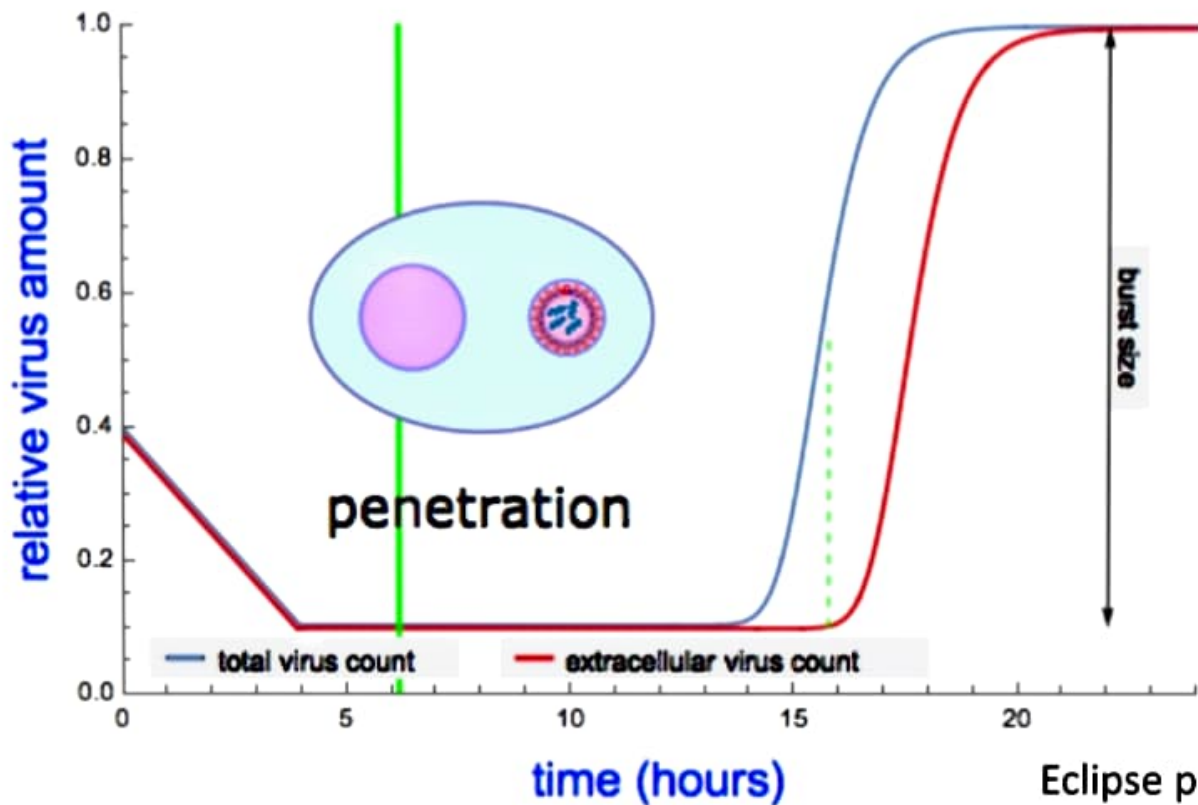 1.0
0.8
0.6
0.4
0.2
0.0
relative virus amount
penetration
burst size
total virus count
extracellular virus count
0
5
10
15
20
time (hours)
Eclipse p